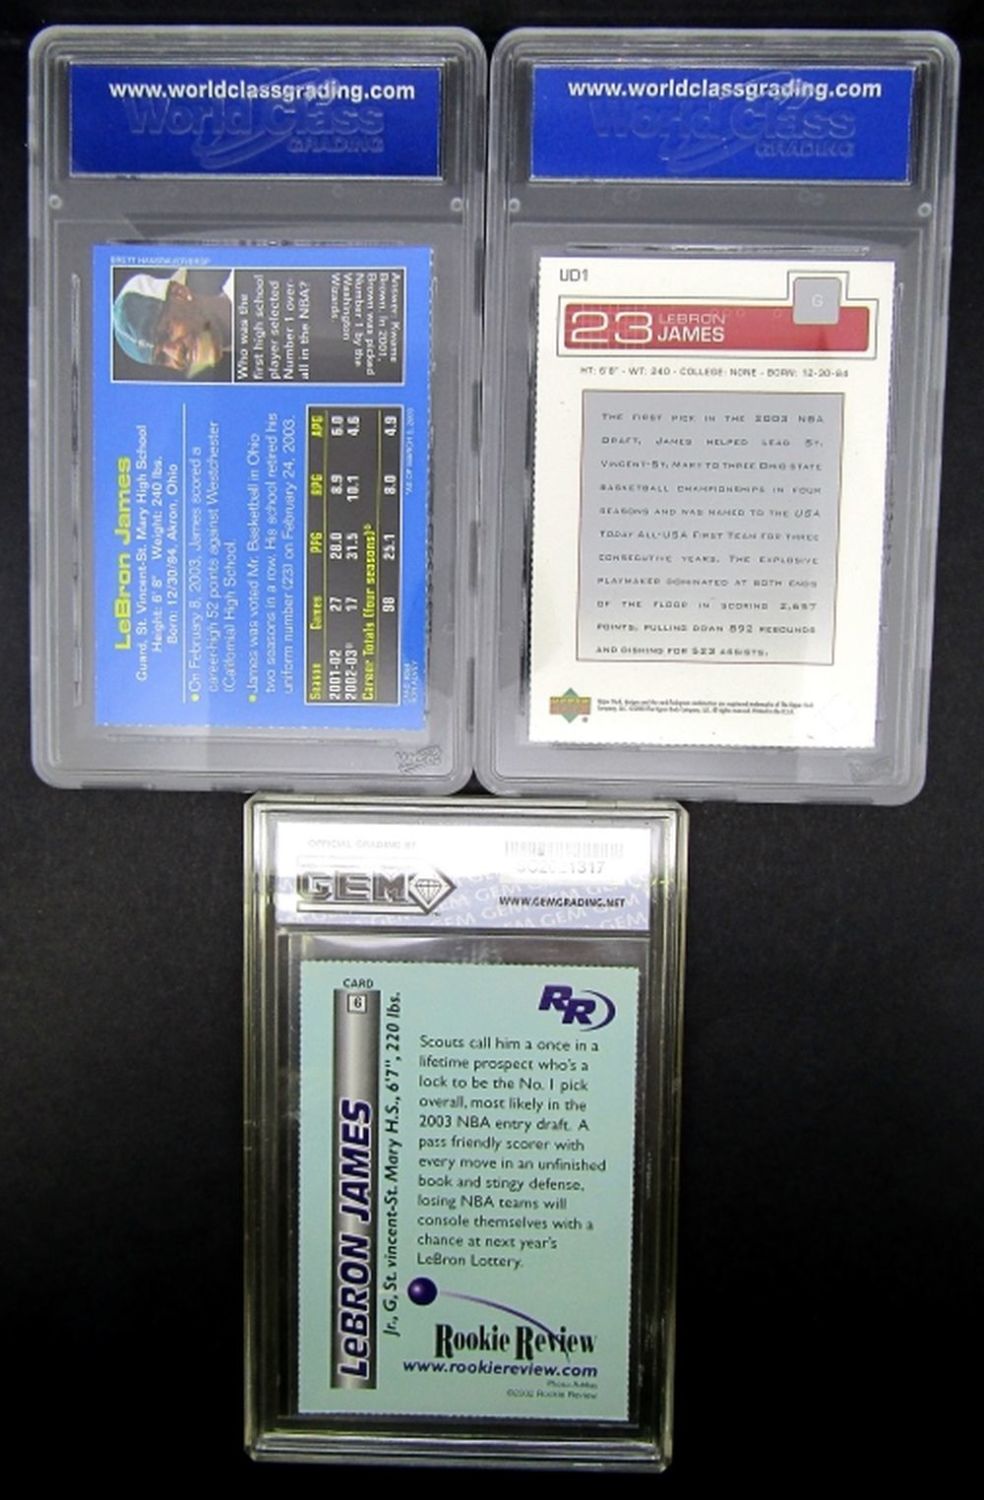 www.worldclassgrading.com
World Class
GRADING
www.worldclassgrading.com
World Class
GRADING
Who was the
first high school
player selected
Number 1 over-
all in the NBA?
Answer: Kwame
Brown, in 2001.
Brown was picked
Number 1 by the
Washington
Wizards.
LeBron James
Guard, St. Vincent-St. Mary High School
Height: 6' 8" Weight: 240 lbs.
Born: 12/30/84, Akron, Ohio
• On February 8, 2003, James scored a
career-high 52 points against Westchester
(California) High School.
• James was voted Mr. Basketball in Ohio
two seasons in a row. His school retired his
uniform number (23) on February 24, 2003.
Season Games PPG RPG APG
2001-02 27 28.0 8.9 6.0
2002-03* 17 31.5 10.1 4.6
Career Totals (four seasons)*
98 25.1 8.0 4.9
*AS OF MARCH 5, 2003
UD1
G
23 LEBRON
JAMES
HT: 6'8" - WT: 240 - COLLEGE: NONE - BORN: 12-30-84
THE FIRST PICK IN THE 2003 NBA
DRAFT, JAMES HELPED LEAD ST.
VINCENT-ST. MARY TO THREE OHIO STATE
BASKETBALL CHAMPIONSHIPS IN FOUR
SEASONS AND WAS NAMED TO THE USA
TODAY ALL-USA FIRST TEAM FOR THREE
CONSECUTIVE YEARS. THE EXPLOSIVE
PLAYMAKER DOMINATED AT BOTH ENDS
OF THE FLOOR IN SCORING 2,657
POINTS, PULLING DOWN 892 REBOUNDS
AND DISHING FOR 523 ASSISTS.
UPPER DECK
OFFICIAL GRADING BY
GEM
WWW.GEMGRADING.NET
CARD
6
LeBRON JAMES
Jr., G, St. vincent-St. Mary H.S., 6'7", 220 lbs.
RR
Scouts call him a once in a
lifetime prospect who's a
lock to be the No. 1 pick
overall, most likely in the
2003 NBA entry draft. A
pass friendly scorer with
every move in an unfinished
book and stingy defense,
losing NBA teams will
console themselves with a
chance at next year's
LeBron Lottery.
Rookie Review
www.rookiereview.com
©2002 Rookie Review